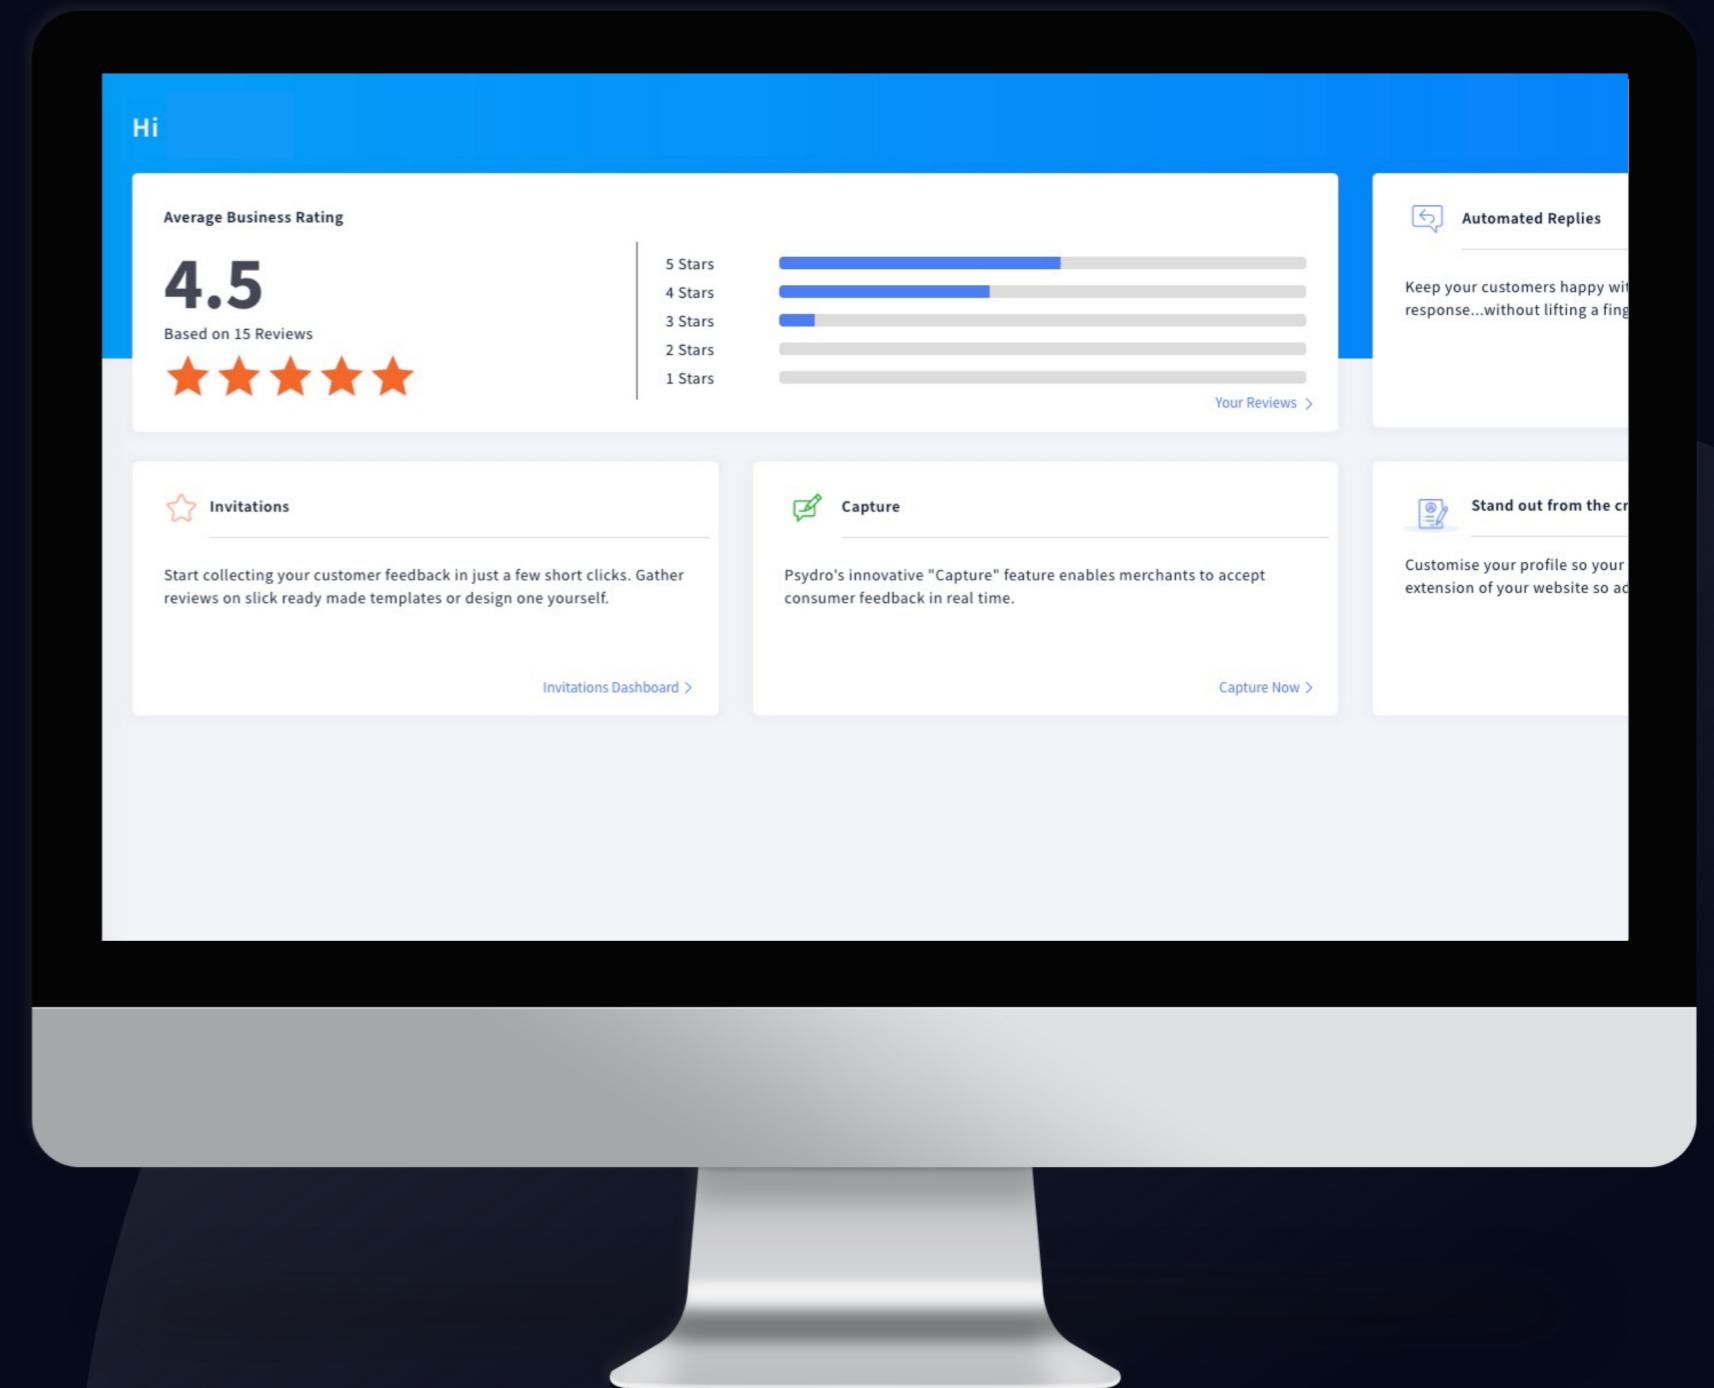 Hi
Average Business Rating
4.5
Based on 15 Reviews
5 Stars
4 Stars
3 Stars
2 Stars
1 Stars
Your Reviews
Automated Replies
Keep your customers happy wit
response...without lifting a fing
Invitations
Start collecting your customer feedback in just a few short clicks. Gather
reviews on slick ready made templates or design one yourself.
Invitations Dashboard
Capture
Psydro's innovative "Capture" feature enables merchants to accept
consumer feedback in real time.
Capture Now
Stand out from the cr
Customise your profile so your
extension of your website so ad